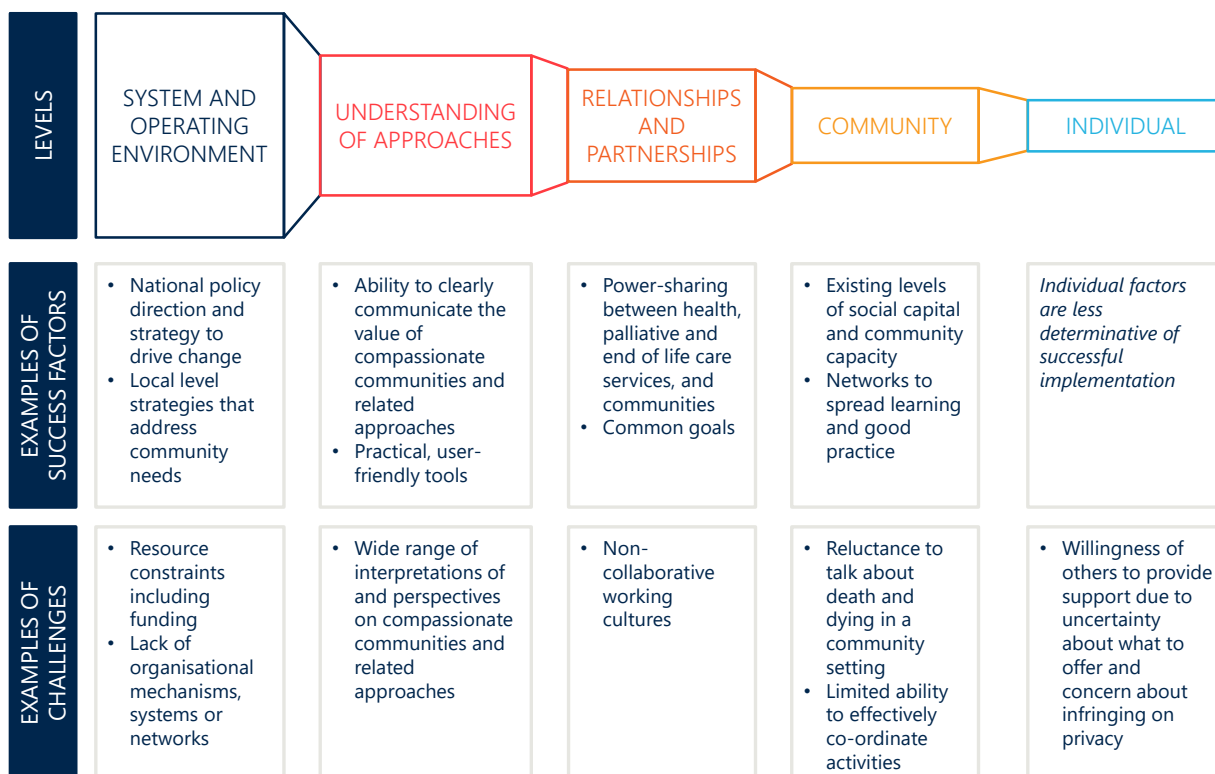 LEVELS
SYSTEM AND
OPERATING
ENVIRONMENT
UNDERSTANDING
OF APPROACHES
RELATIONSHIPS
AND
PARTNERSHIPS
COMMUNITY
INDIVIDUAL
EXAMPLES OF
SUCCESS FACTORS
• National policy
direction and
strategy to
drive change
• Local level
strategies that
address
community
needs
• Ability to clearly
communicate the
value of
compassionate
communities and
related
approaches
• Practical, user-
friendly tools
• Power-sharing
between health,
palliative and
end of life care
services, and
communities
• Common goals
• Existing levels
of social capital
and community
capacity
• Networks to
spread learning
and good
practice
Individual factors
are less
determinative of
successful
implementation
EXAMPLES OF
CHALLENGES
• Resource
constraints
including
funding
• Lack of
organisational
mechanisms,
systems or
networks
• Wide range of
interpretations of
and perspectives
on compassionate
communities and
related
approaches
• Non-
collaborative
working
cultures
• Reluctance to
talk about
death and
dying in a
community
setting
• Limited ability
to effectively
co-ordinate
activities
• Willingness of
others to provide
support due to
uncertainty
about what to
offer and
concern about
infringing on
privacy